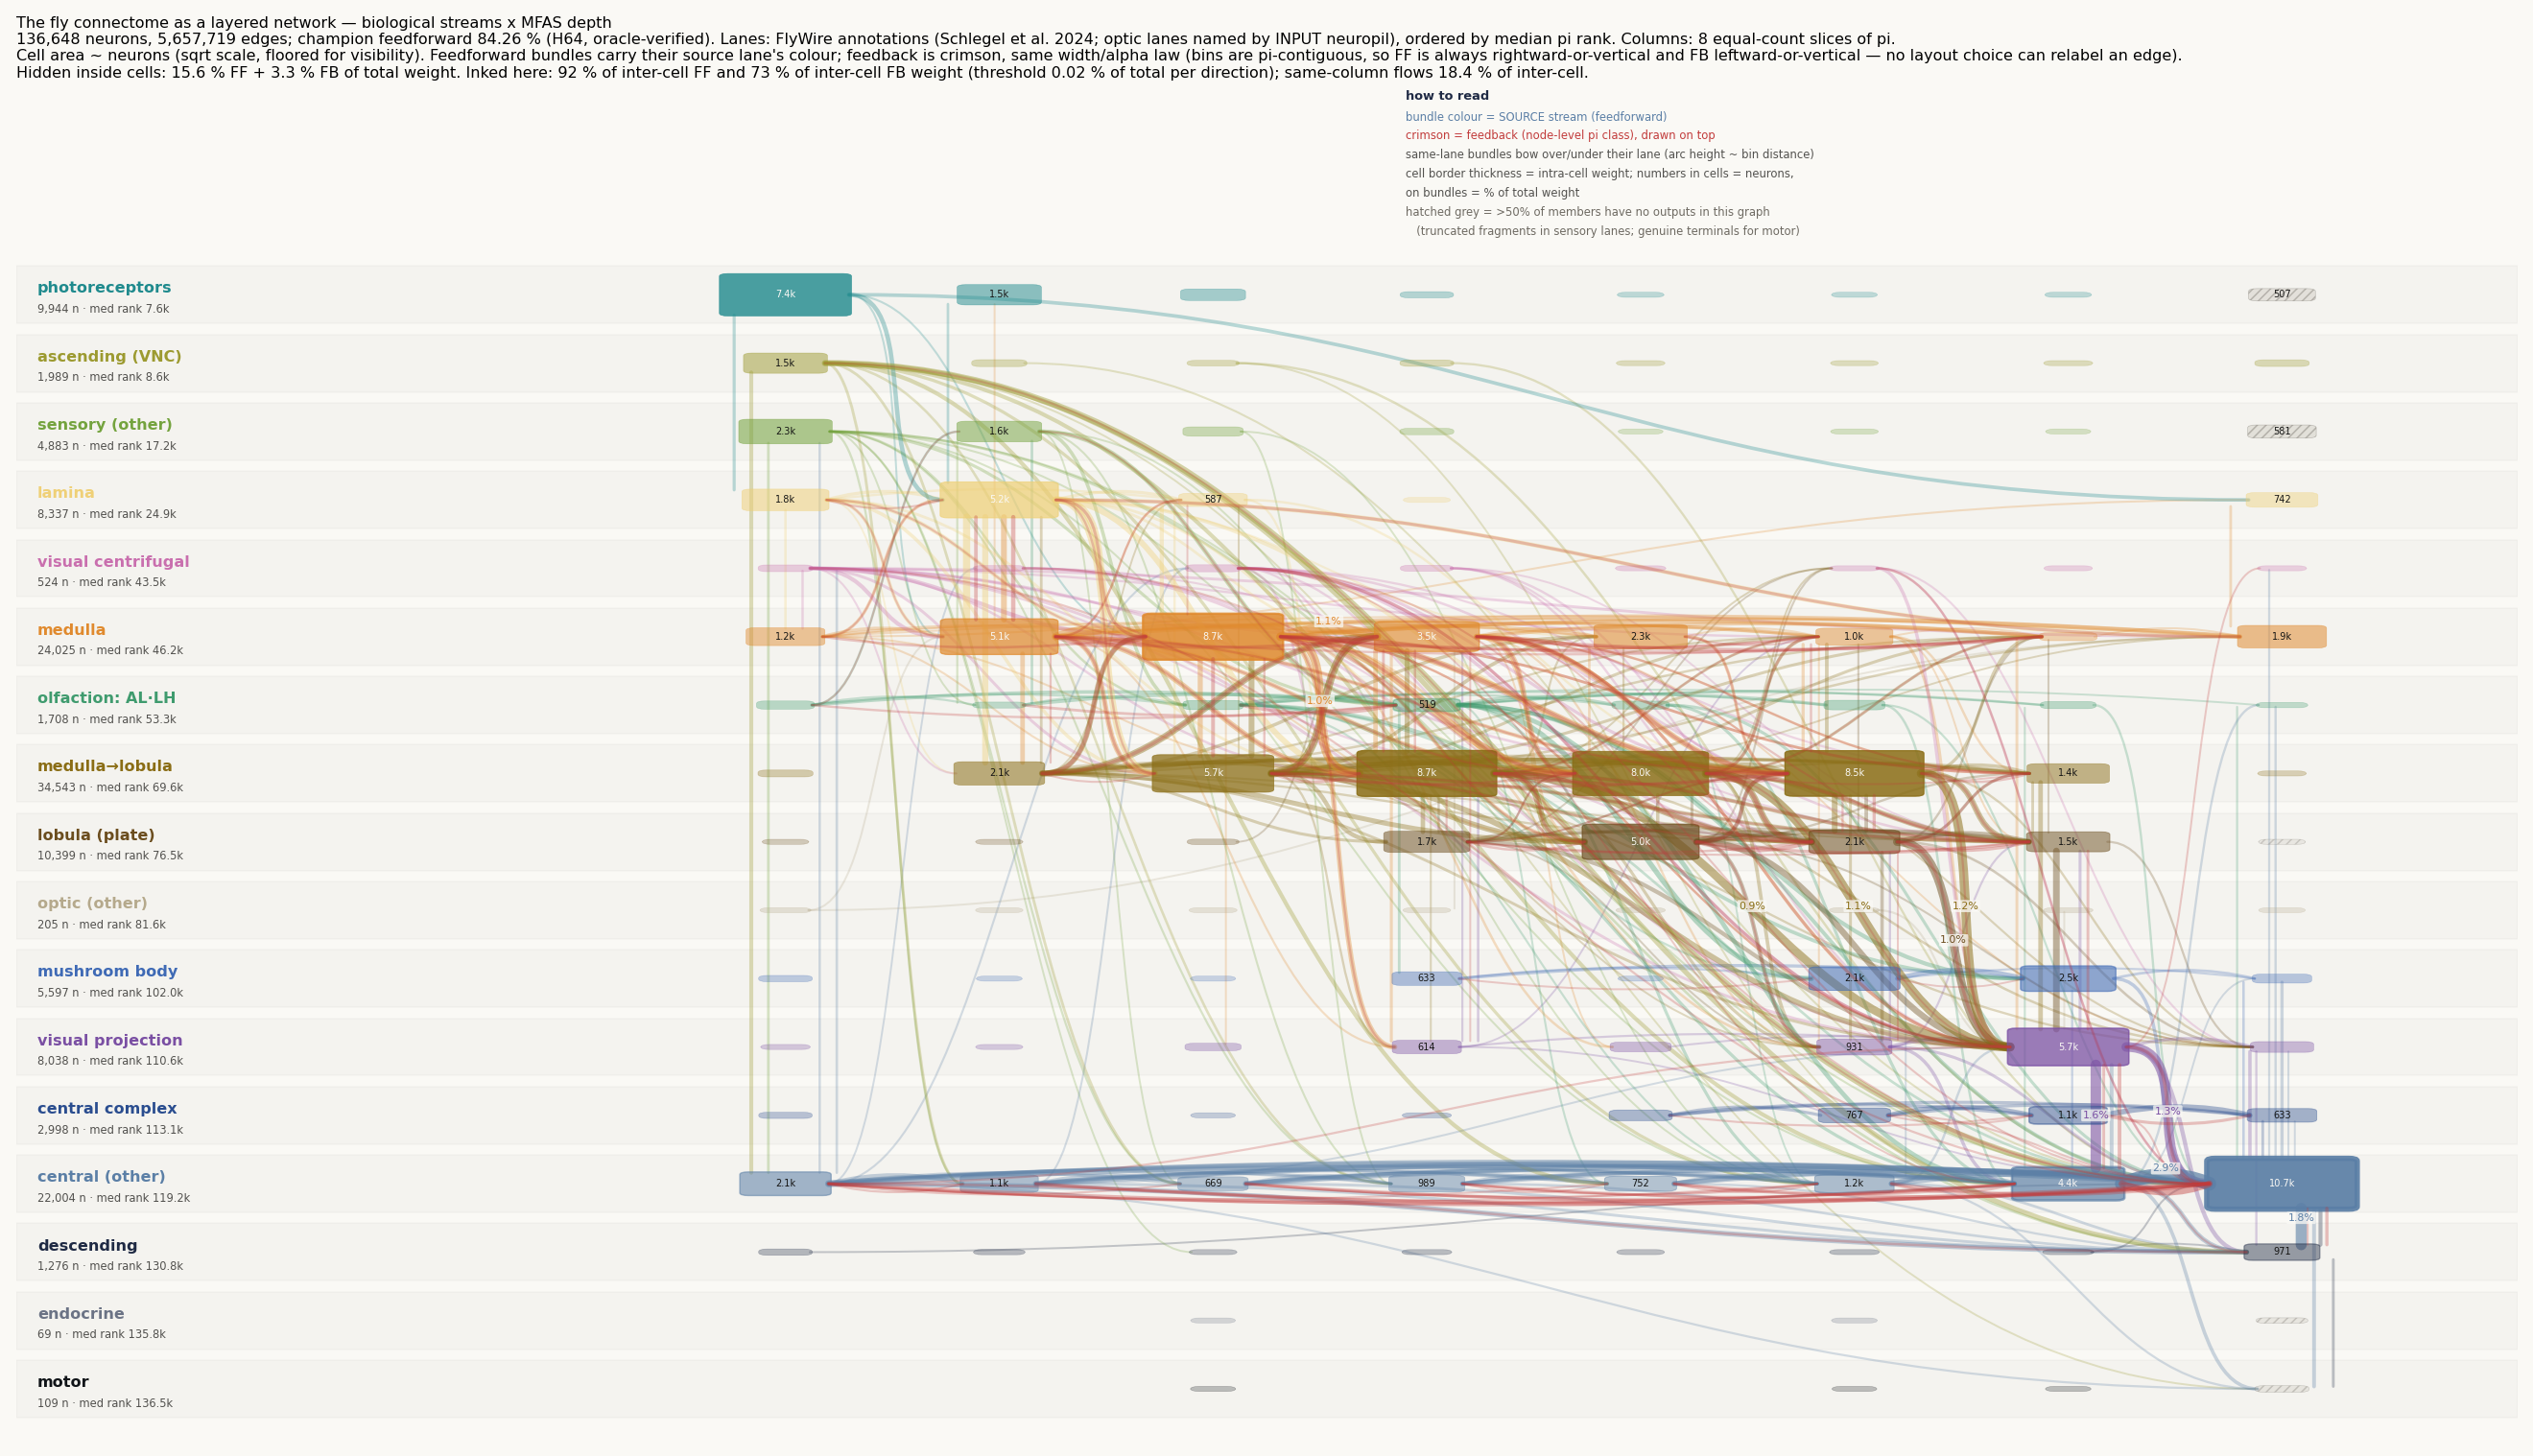 The fly connectome as a layered network — biological streams x MFAS depth
136,648 neurons, 5,657,719 edges; champion feedforward 84.26 % (H64, oracle-verified). Lanes: FlyWire annotations (Schlegel et al. 2024; optic lanes named by INPUT neuropil), ordered by median pi rank. Columns: 8 equal-count slices of pi.
Cell area ~ neurons (sqrt scale, floored for visibility). Feedforward bundles carry their source lane's colour; feedback is crimson, same width/alpha law (bins are pi-contiguous, so FF is always rightward-or-vertical and FB leftward-or-vertical — no layout choice can relabel an edge).
Hidden inside cells: 15.6 % FF + 3.3 % FB of total weight. Inked here: 92 % of inter-cell FF and 73 % of inter-cell FB weight (threshold 0.02 % of total per direction); same-column flows 18.4 % of inter-cell.
how to read
bundle colour = SOURCE stream (feedforward)
crimson = feedback (node-level pi class), drawn on top
same-lane bundles bow over/under their lane (arc height ~ bin distance)
cell border thickness = intra-cell weight; numbers in cells = neurons,
on bundles = % of total weight
hatched grey = >50% of members have no outputs in this graph
(truncated fragments in sensory lanes; genuine terminals for motor)
photoreceptors
9,944 n · med rank 7.6k
7.4k 1.5k 507
ascending (VNC)
1,989 n · med rank 8.6k
1.5k
sensory (other)
4,883 n · med rank 17.2k
2.3k 1.6k 581
lamina
8,337 n · med rank 24.9k
1.8k 5.2k 587 742
visual centrifugal
524 n · med rank 43.5k
1.1%
medulla
24,025 n · med rank 46.2k
1.2k 5.1k 8.7k 3.5k 2.3k 1.0k 1.9k
olfaction: AL·LH
1,708 n · med rank 53.3k
1.0% 519
medulla→lobula
34,543 n · med rank 69.6k
2.1k 5.7k 8.7k 8.0k 8.5k 1.4k
lobula (plate)
10,399 n · med rank 76.5k
1.7k 5.0k 2.1k 1.5k
optic (other)
205 n · med rank 81.6k
0.9% 1.1% 1.2%
1.0%
mushroom body
5,597 n · med rank 102.0k
633 2.1k 2.5k
visual projection
8,038 n · med rank 110.6k
614 931 5.7k
central complex
2,998 n · med rank 113.1k
767 1.1k 1.6% 1.3% 633
central (other)
22,004 n · med rank 119.2k
2.9%
2.1k 1.1k 669 989 752 1.2k 4.4k 10.7k
1.8%
descending
1,276 n · med rank 130.8k
971
endocrine
69 n · med rank 135.8k
motor
109 n · med rank 136.5k